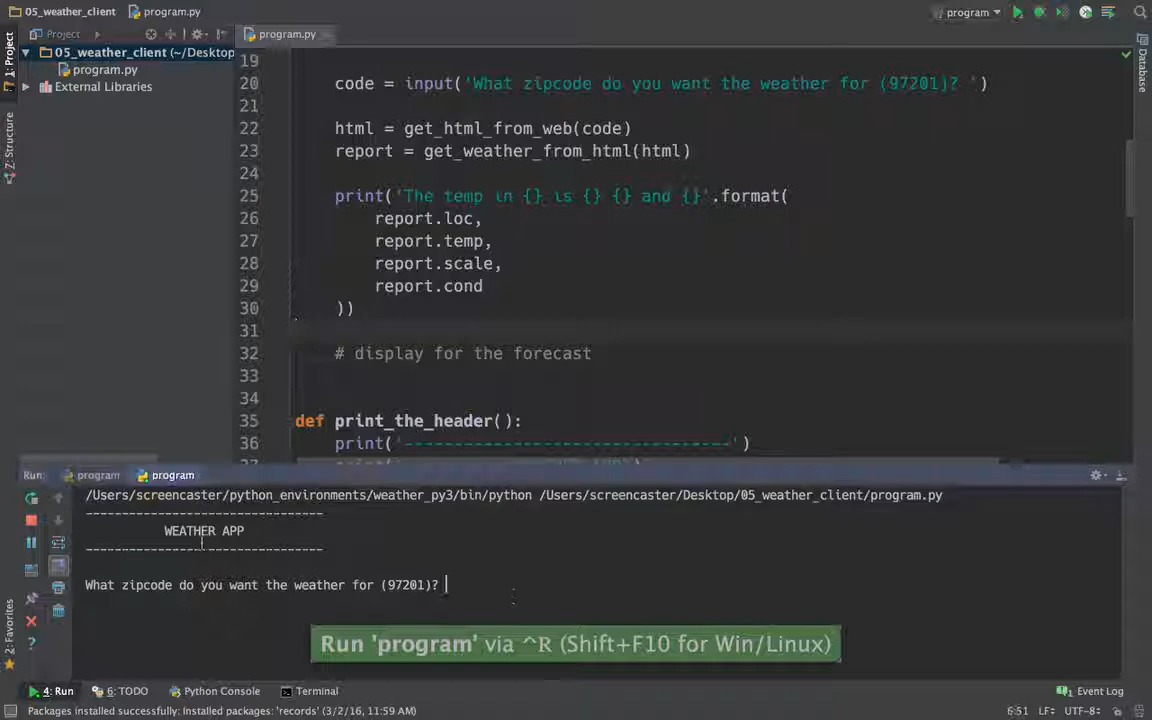 05_weather_client program.py
program
1: Project
Project
program.py
Database
05_weather_client (~/Desktop
program.py
External Libraries
Z: Structure
19
20 code = input('What zipcode do you want the weather for (97201)? ')
21
22 html = get_html_from_web(code)
23 report = get_weather_from_html(html)
24
25 print('The temp in {} is {} {} and {}'.format(
26 report.loc,
27 report.temp,
28 report.scale,
29 report.cond
30 ))
31
32 # display for the forecast
33
34
35 def print_the_header():
36 print('---------------------------------')
Run: program program
/Users/screencaster/python_environments/weather_py3/bin/python /Users/screencaster/Desktop/05_weather_client/program.py
---------------------------------
WEATHER APP
---------------------------------
What zipcode do you want the weather for (97201)?
2: Favorites
Run 'program' via ^R (Shift+F10 for Win/Linux)
4: Run 6: TODO Python Console Terminal Event Log
Packages installed successfully: Installed packages: 'records' (3/2/16, 11:59 AM) 6:51 LF÷ UTF-8÷